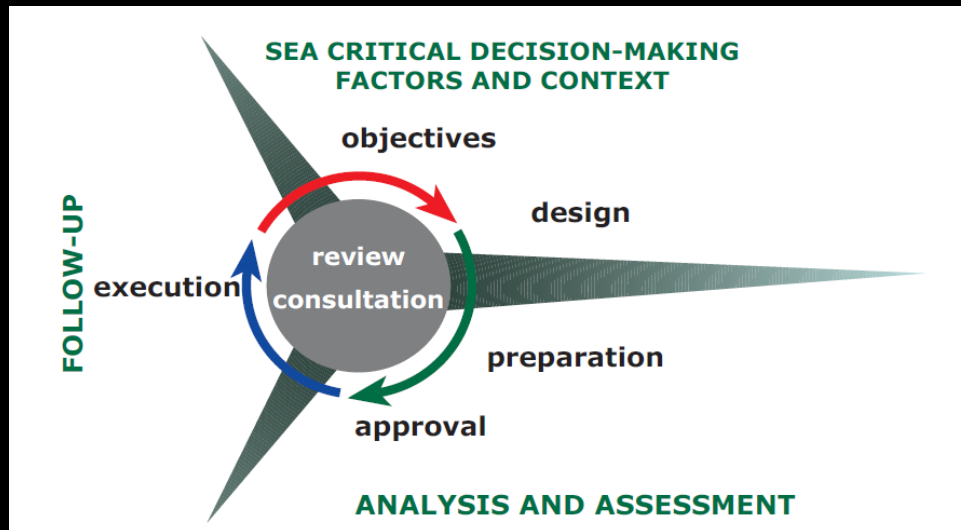 SEA CRITICAL DECISION-MAKING
FACTORS AND CONTEXT
objectives
design
review
consultation
execution
FOLLOW-UP
preparation
approval
ANALYSIS AND ASSESSMENT